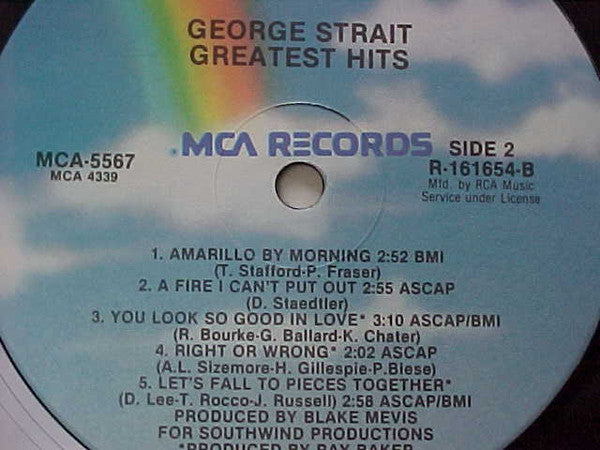 GEORGE STRAIT
GREATEST HITS
MCA RECORDS
MCA-5567
MCA 4339
SIDE 2
R-161654-B
Mfd. by RCA Music
Service under License
1. AMARILLO BY MORNING 2:52 BMI
(T. Stafford-P. Fraser)
2. A FIRE I CAN'T PUT OUT 2:55 ASCAP
(D. Staedtler)
3. YOU LOOK SO GOOD IN LOVE* 3:10 ASCAP/BMI
(R. Bourke-G. Ballard-K. Chater)
4. RIGHT OR WRONG* 2:02 ASCAP
(A.L. Sizemore-H. Gillespie-P.Biese)
5. LET'S FALL TO PIECES TOGETHER*
(D. Lee-T. Rocco-J. Russell) 2:58 ASCAP/BMI
PRODUCED BY BLAKE MEVIS
FOR SOUTHWIND PRODUCTIONS
*PRODUCED BY RAY BAKER